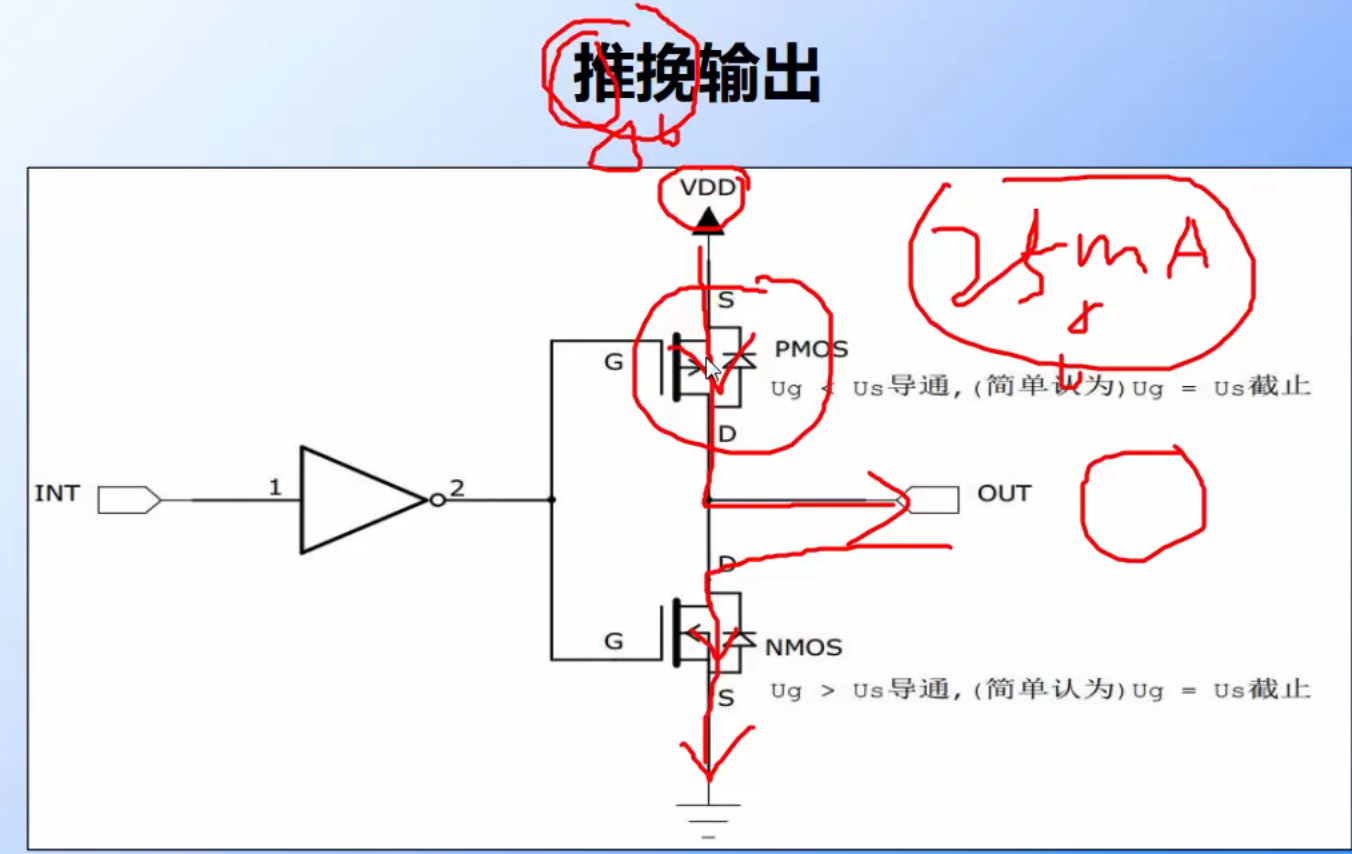 推挽输出
VDD
25mA
S
G
PMOS
Ug < Us导通,(简单认为)Ug = Us截止
D
INT
1
2
OUT
D
G
NMOS
Ug > Us导通,(简单认为)Ug = Us截止
S